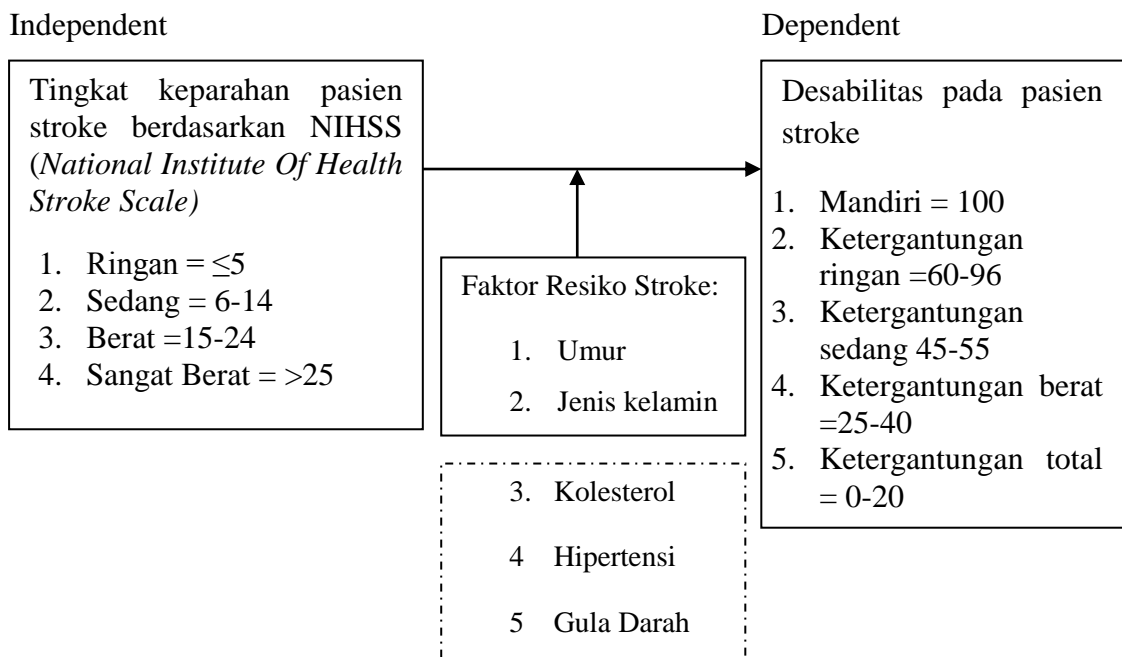 Independent
Dependent
Tingkat keparahan pasien
stroke berdasarkan NIHSS
(National Institute Of Health
Stroke Scale)
1. Ringan = ≤5
2. Sedang = 6-14
3. Berat =15-24
4. Sangat Berat = >25
Faktor Resiko Stroke:
1. Umur
2. Jenis kelamin
3. Kolesterol
4 Hipertensi
5 Gula Darah
Desabilitas pada pasien
stroke
1. Mandiri = 100
2. Ketergantungan
ringan =60-96
3. Ketergantungan
sedang 45-55
4. Ketergantungan berat
=25-40
5. Ketergantungan total
= 0-20